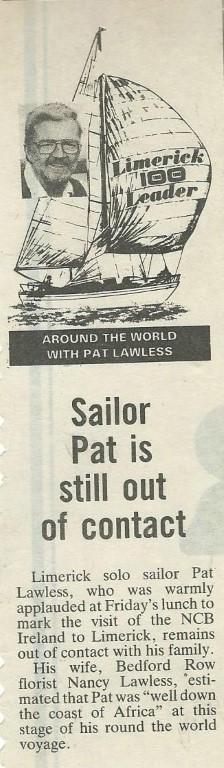 Limerick
100
Leader
AROUND THE WORLD
WITH PAT LAWLESS
Sailor
Pat is
still out
of contact
Limerick solo sailor Pat
Lawless, who was warmly
applauded at Friday's lunch to
mark the visit of the NCB
Ireland to Limerick, remains
out of contact with his family.
His wife, Bedford Row
florist Nancy Lawless, esti-
mated that Pat was "well down
the coast of Africa" at this
stage of his round the world
voyage.